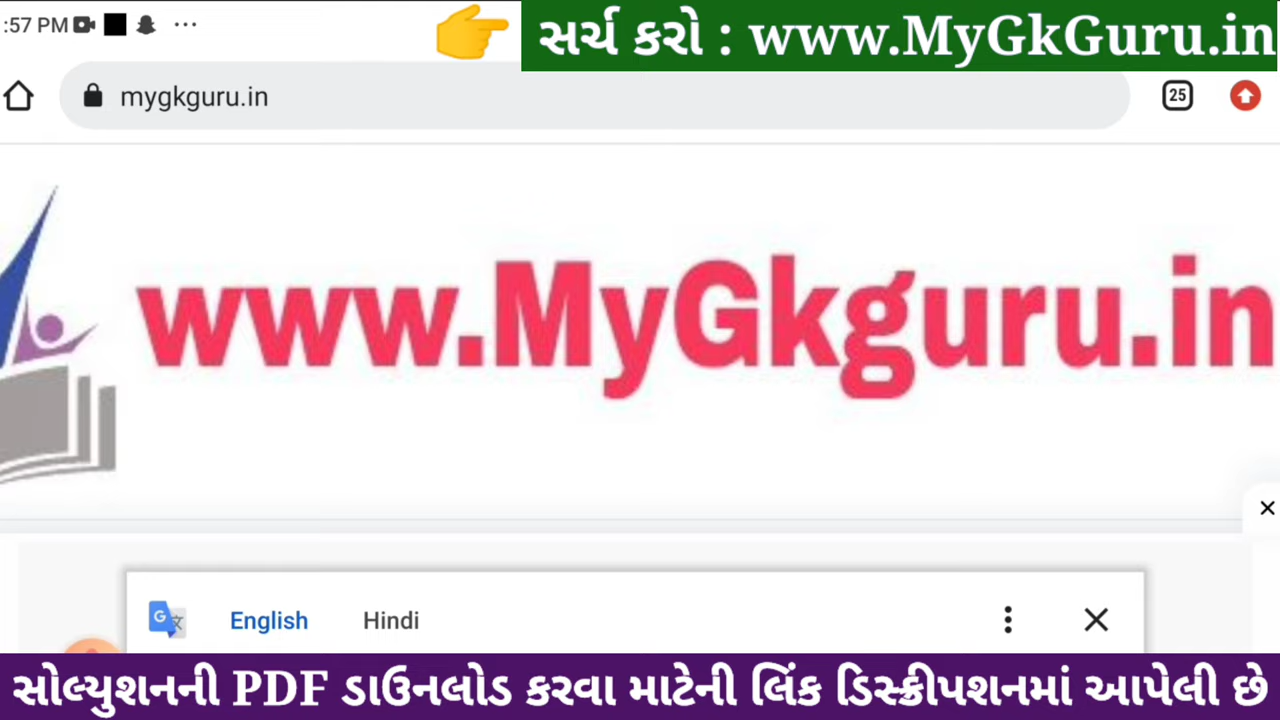 :57 PM
સર્ચ કરો : www.MyGkGuru.in
mygkguru.in
25
www.MyGkguru.in
English Hindi
સોલ્યુશનની PDF ડાઉનલોડ કરવા માટેની લિંક ડિસ્ક્રીપશનમાં આપેલી છે